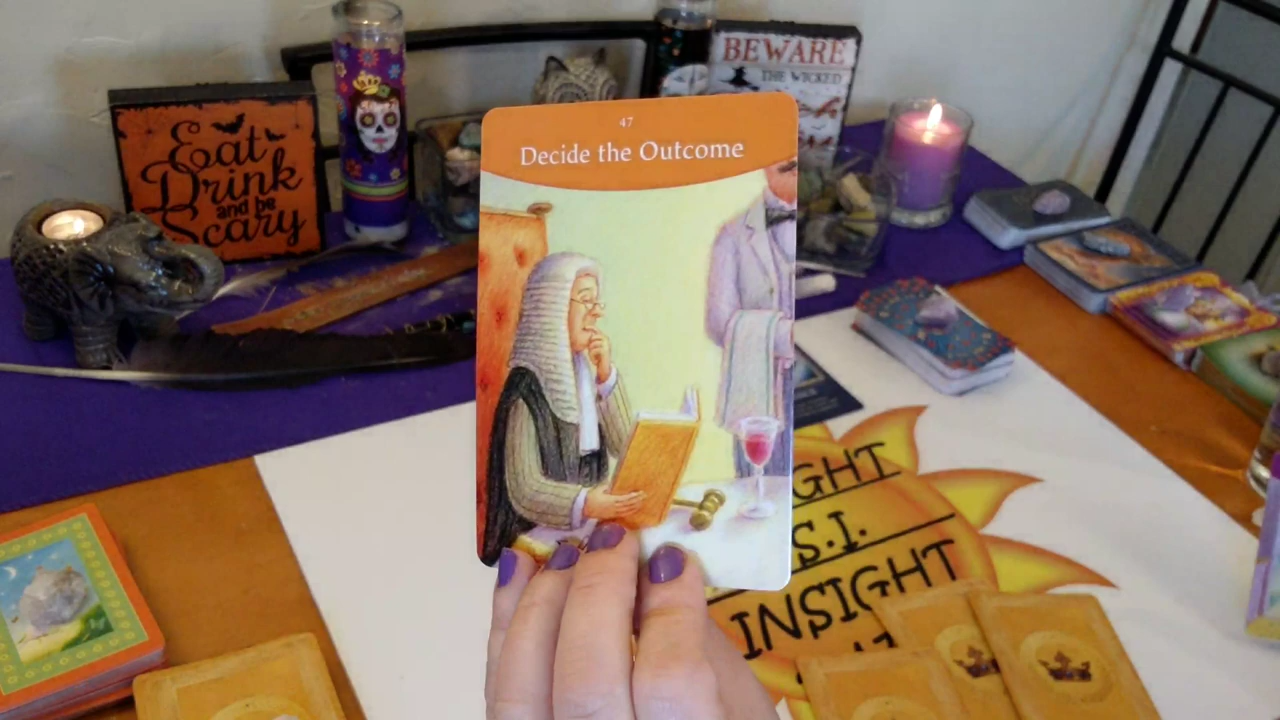 Eat
Drink
and be
Scary
BEWARE
THE WICKED
47
Decide the Outcome
GHT
S.I.
INSIGHT